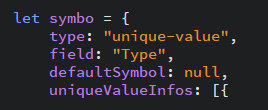 let symbo = {
type: "unique-value",
field: "Type",
defaultSymbol: null,
uniqueValueInfos: [{